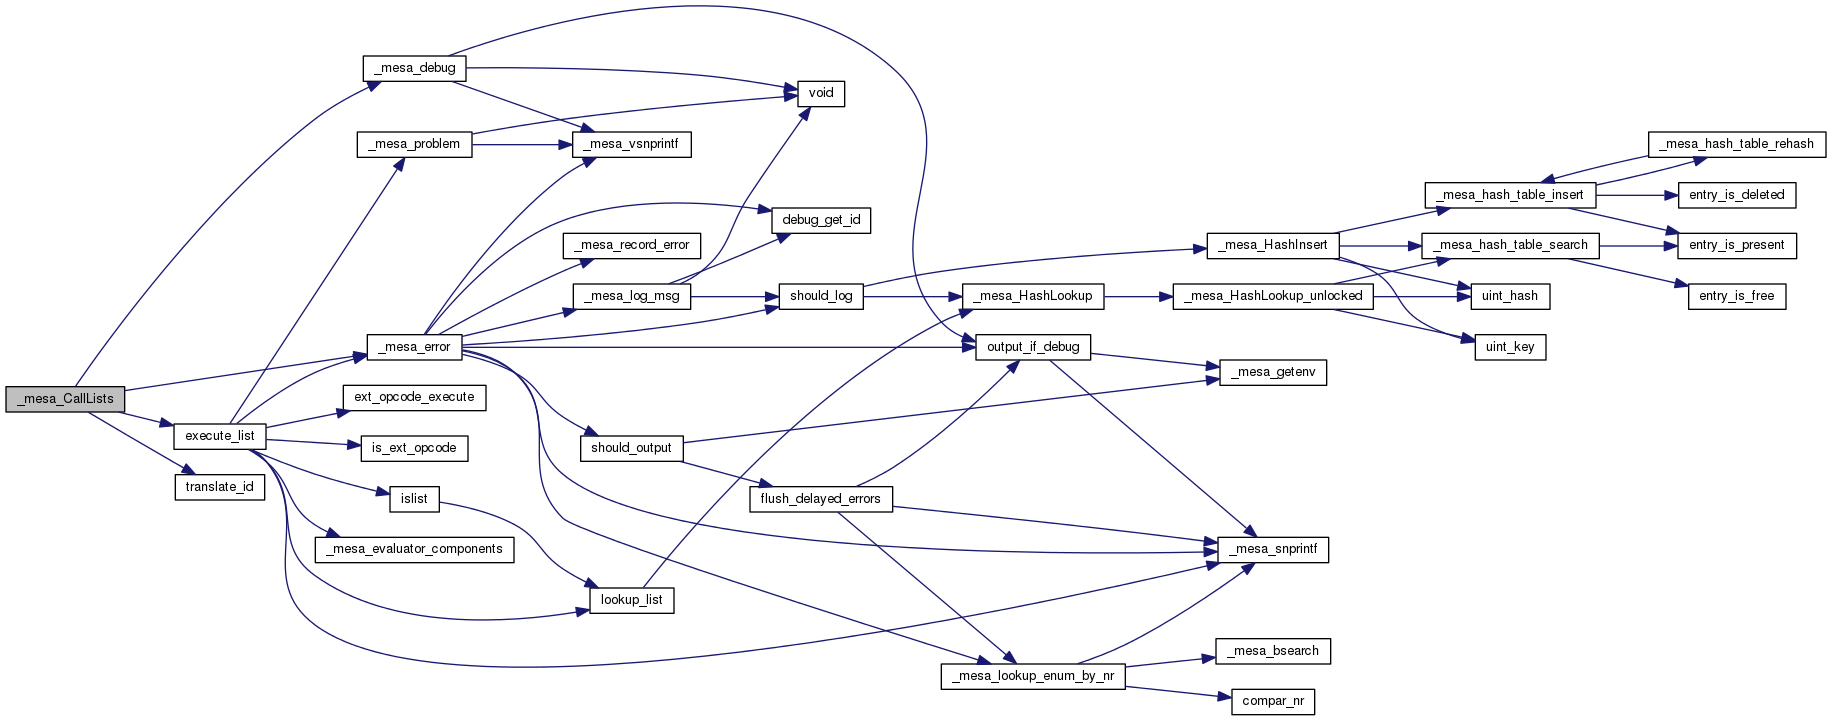 _mesa_debug
void
_mesa_problem
_mesa_vsnprintf
_mesa_hash_table_rehash
_mesa_hash_table_insert
entry_is_deleted
debug_get_id
_mesa_record_error
_mesa_HashInsert
_mesa_hash_table_search
entry_is_present
_mesa_log_msg
should_log
_mesa_HashLookup
_mesa_HashLookup_unlocked
uint_hash
entry_is_free
_mesa_error
output_if_debug
uint_key
_mesa_getenv
_mesa_CallLists
ext_opcode_execute
execute_list
is_ext_opcode
should_output
translate_id
islist
flush_delayed_errors
_mesa_evaluator_components
_mesa_snprintf
lookup_list
_mesa_bsearch
_mesa_lookup_enum_by_nr
compar_nr